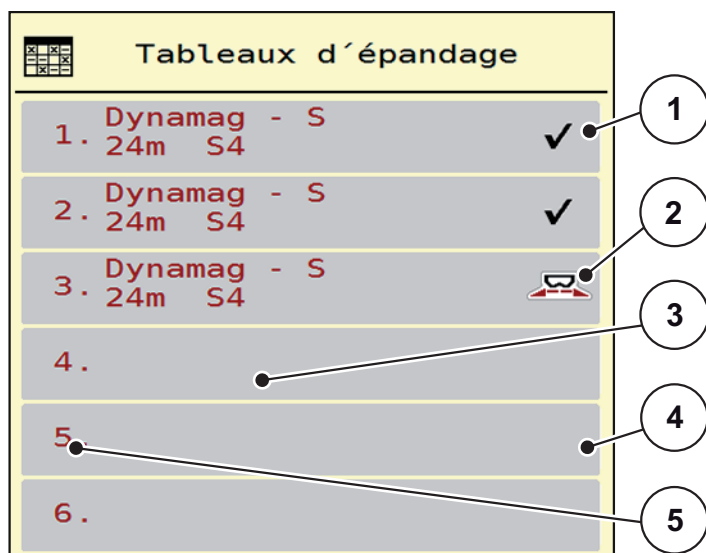 Tableaux d´épandage
1. Dynamag - S
24m S4
✓
1
2. Dynamag - S
24m S4
✓
2
3. Dynamag - S
24m S4
3
4.
4
5.
5
6.